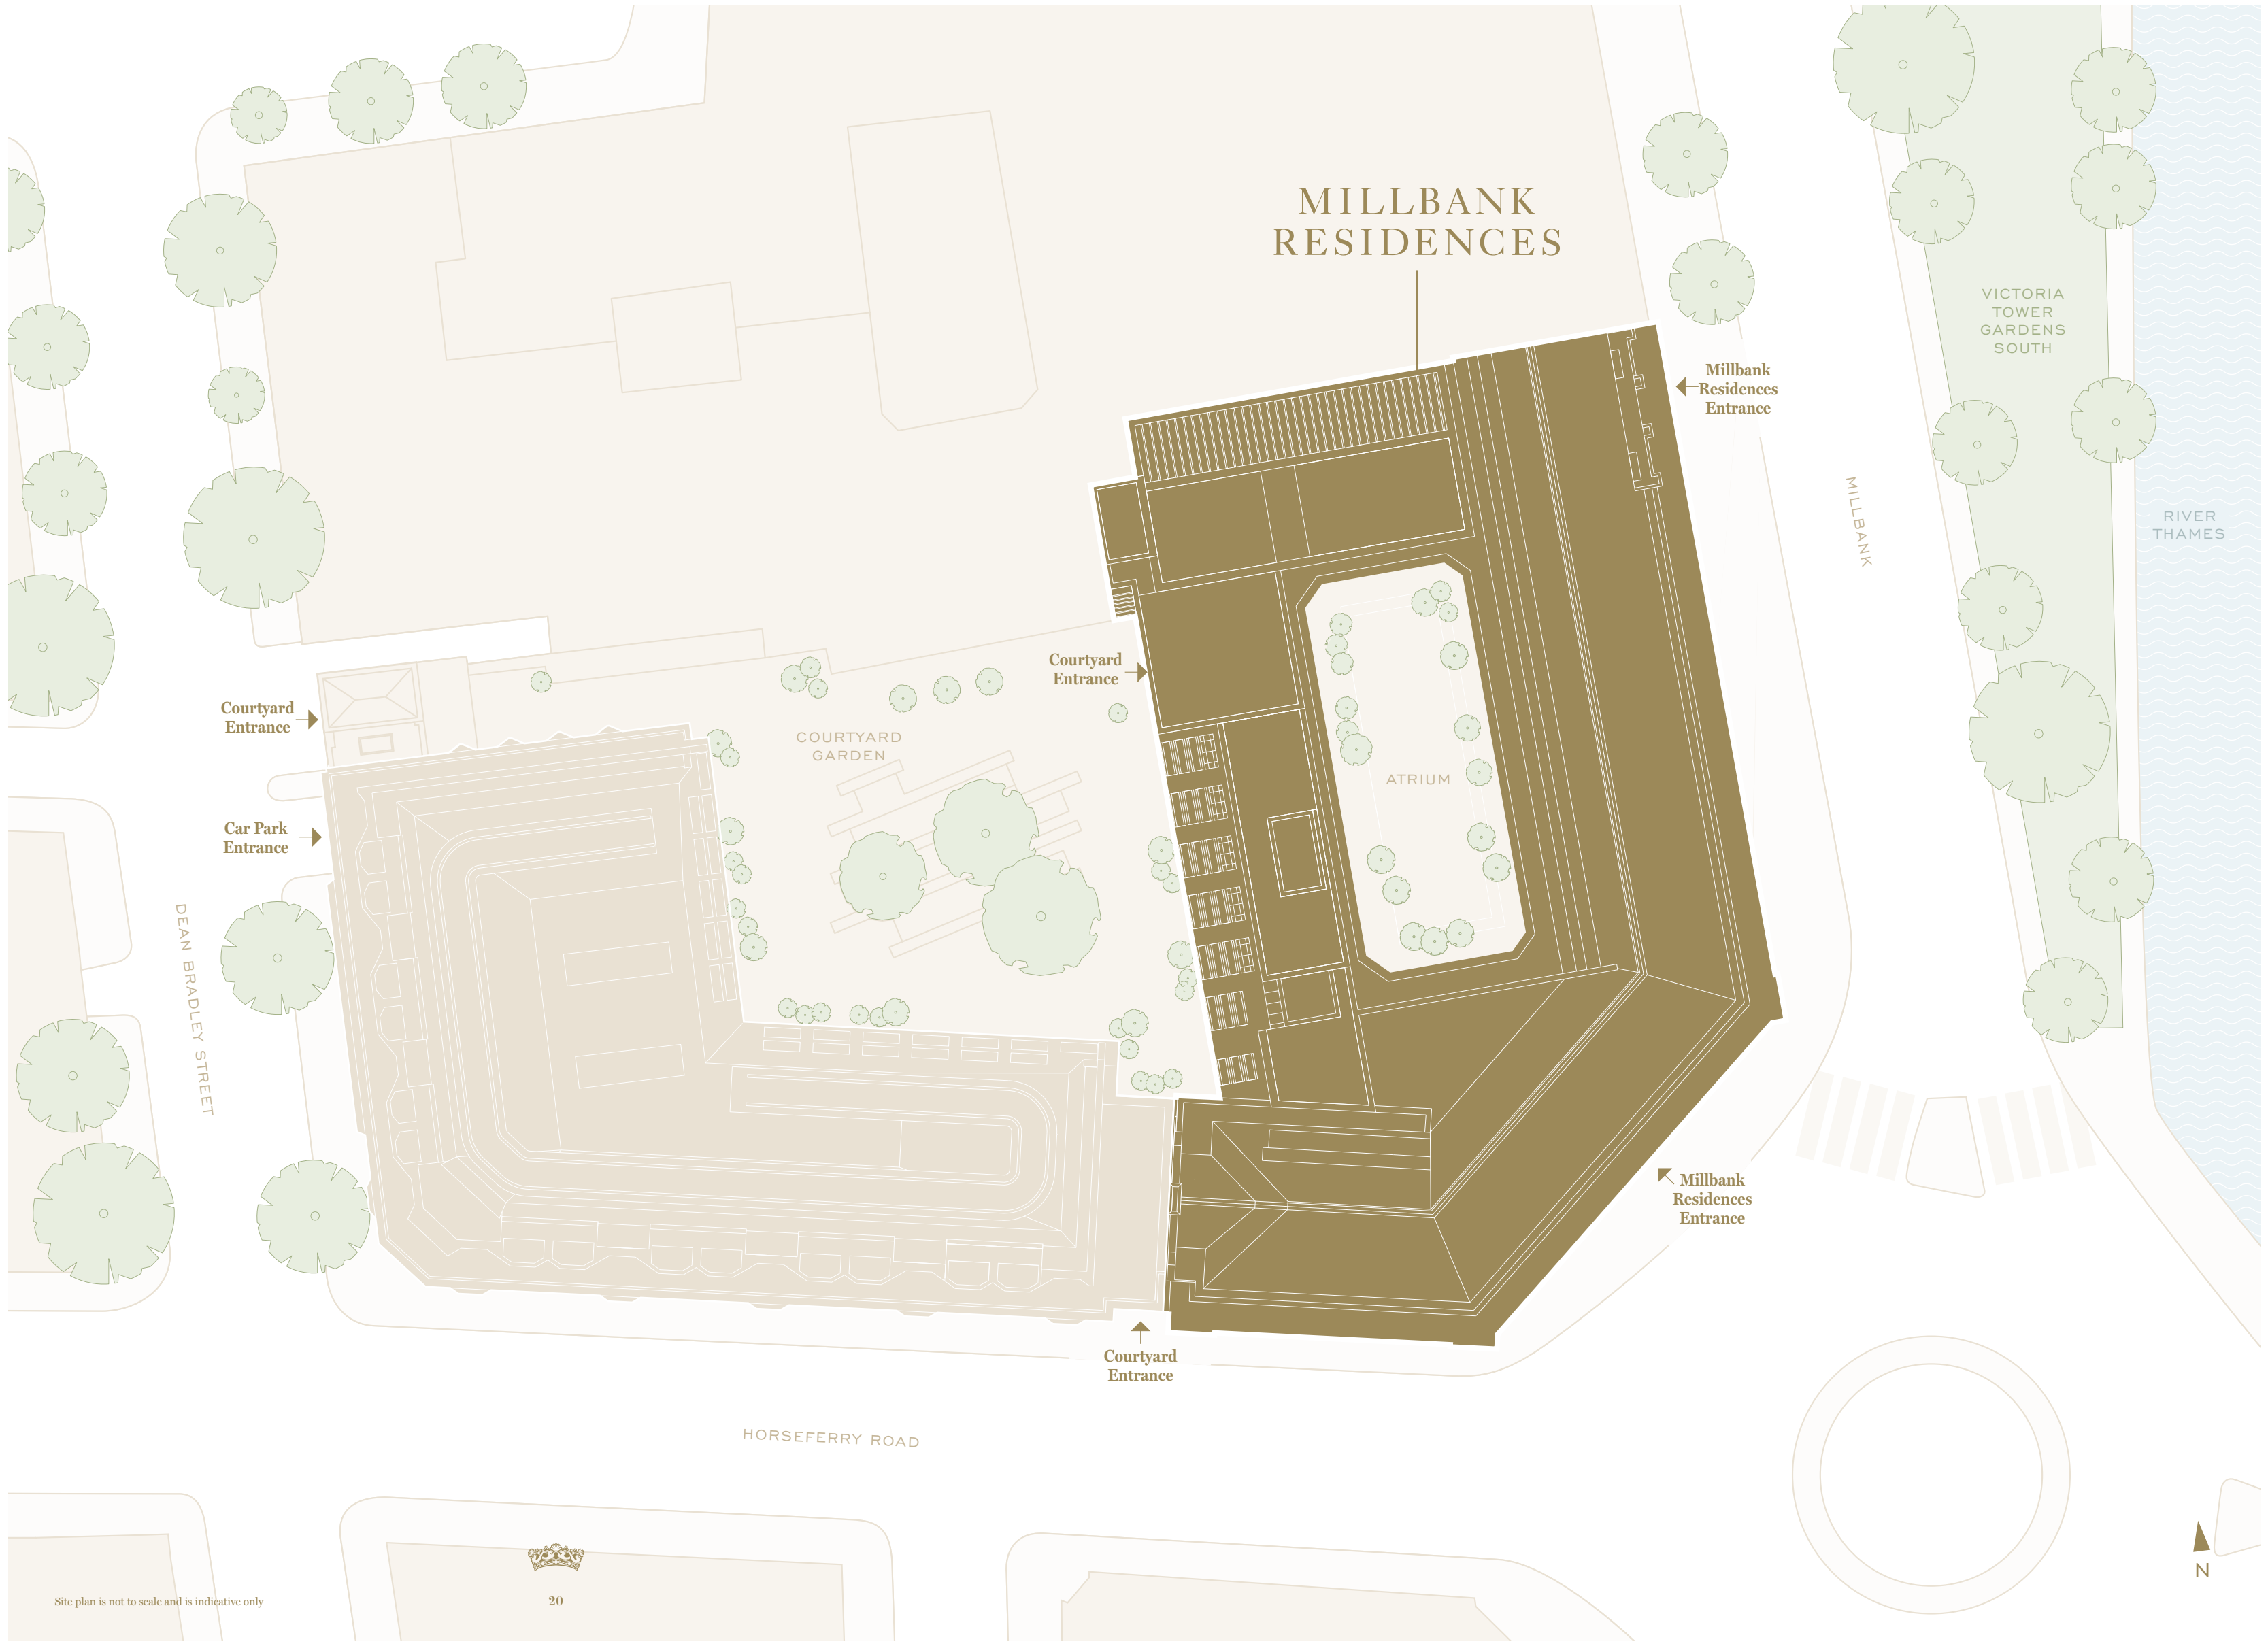 MILLBANK
RESIDENCES
VICTORIA
TOWER
GARDENS
SOUTH
Millbank
Residences
Entrance
MILLBANK
RIVER
THAMES
Courtyard
Entrance
Courtyard
Entrance
COURTYARD
GARDEN
ATRIUM
Car Park
Entrance
DEAN BRADLEY STREET
Millbank
Residences
Entrance
Courtyard
Entrance
HORSEFERRY ROAD
N
Site plan is not to scale and is indicative only
20